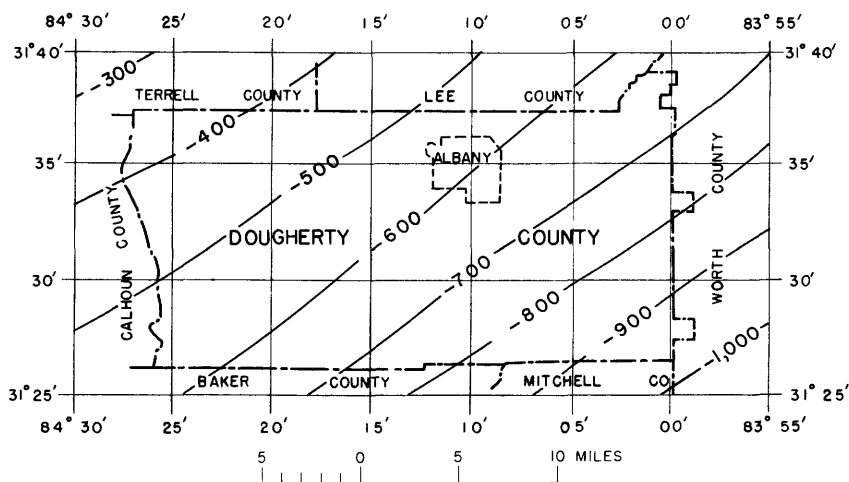 84° 30′ 25′ 20′ 15′ 10′ 05′ 00′ 83° 55′
31° 40′ 31° 40′
-300
TERRELL COUNTY LEE COUNTY
-400
35′ ALBANY 35′
-500
-600
CALHOUN COUNTY
DOUGHERTY COUNTY
WORTH COUNTY
-700
30′ 30′
-800
-900
-1,000
BAKER COUNTY MITCHELL CO
31° 25′ 31° 25′
84° 30′ 25′ 20′ 15′ 10′ 05′ 00′ 83° 55′
5 0 5 10 MILES